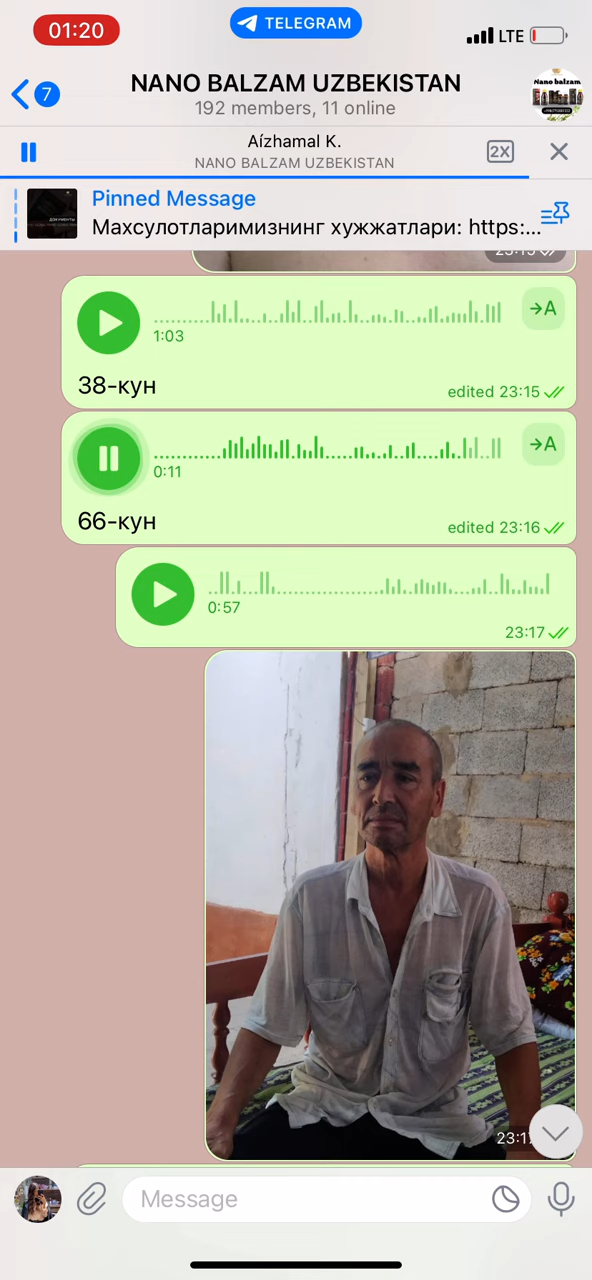 01:20
TELEGRAM
LTE
7
NANO BALZAM UZBEKISTAN
192 members, 11 online
Nano balzam
Aízhamal K.
NANO BALZAM UZBEKISTAN
2X
Pinned Message
Махсулотларимизнинг хужжатлари: https:...
1:03
→A
38-кун
edited 23:15
0:11
→A
66-кун
edited 23:16
0:57
23:17
Message